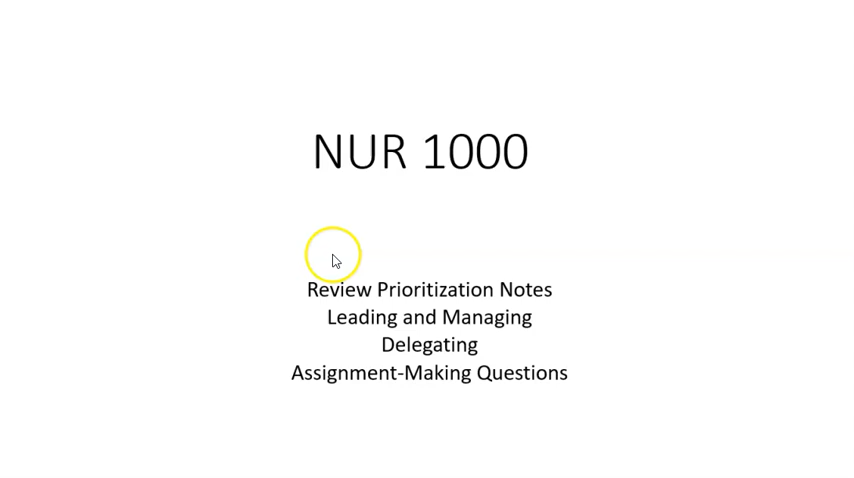 NUR 1000
Review Prioritization Notes
Leading and Managing
Delegating
Assignment-Making Questions